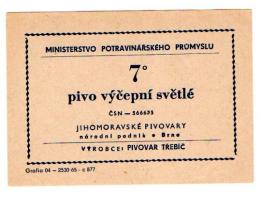 MINISTERSTVO POTRAVINÁŘSKÉHO PROMYSLU
7°
pivo výčepní světlé
ČSN — 566635
JIHOMORAVSKÉ PIVOVARY
národní podnik • Brno
VÝROBCE: PIVOVAR TŘEBÍČ
Grafia 04 - 2530 65 - c 877